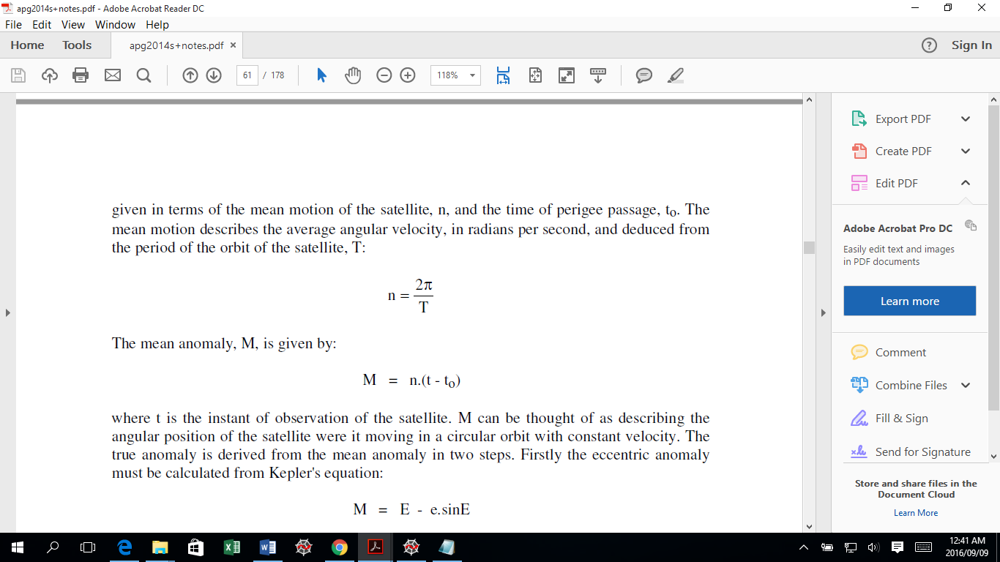 apg2014s+notes.pdf - Adobe Acrobat Reader DC
File Edit View Window Help
Home Tools apg2014s+notes.pdf × ? Sign In
61 / 178 118%
given in terms of the mean motion of the satellite, n, and the time of perigee passage, to. The
mean motion describes the average angular velocity, in radians per second, and deduced from
the period of the orbit of the satellite, T:
n = 2π
T
The mean anomaly, M, is given by:
M = n.(t - to)
where t is the instant of observation of the satellite. M can be thought of as describing the
angular position of the satellite were it moving in a circular orbit with constant velocity. The
true anomaly is derived from the mean anomaly in two steps. Firstly the eccentric anomaly
must be calculated from Kepler's equation:
M = E - e.sinE
Export PDF
Create PDF
Edit PDF
Adobe Acrobat Pro DC
Easily edit text and images
in PDF documents
Learn more
Comment
Combine Files
Fill & Sign
Send for Signature
Store and share files in the
Document Cloud
Learn More
12:41 AM
2016/09/09